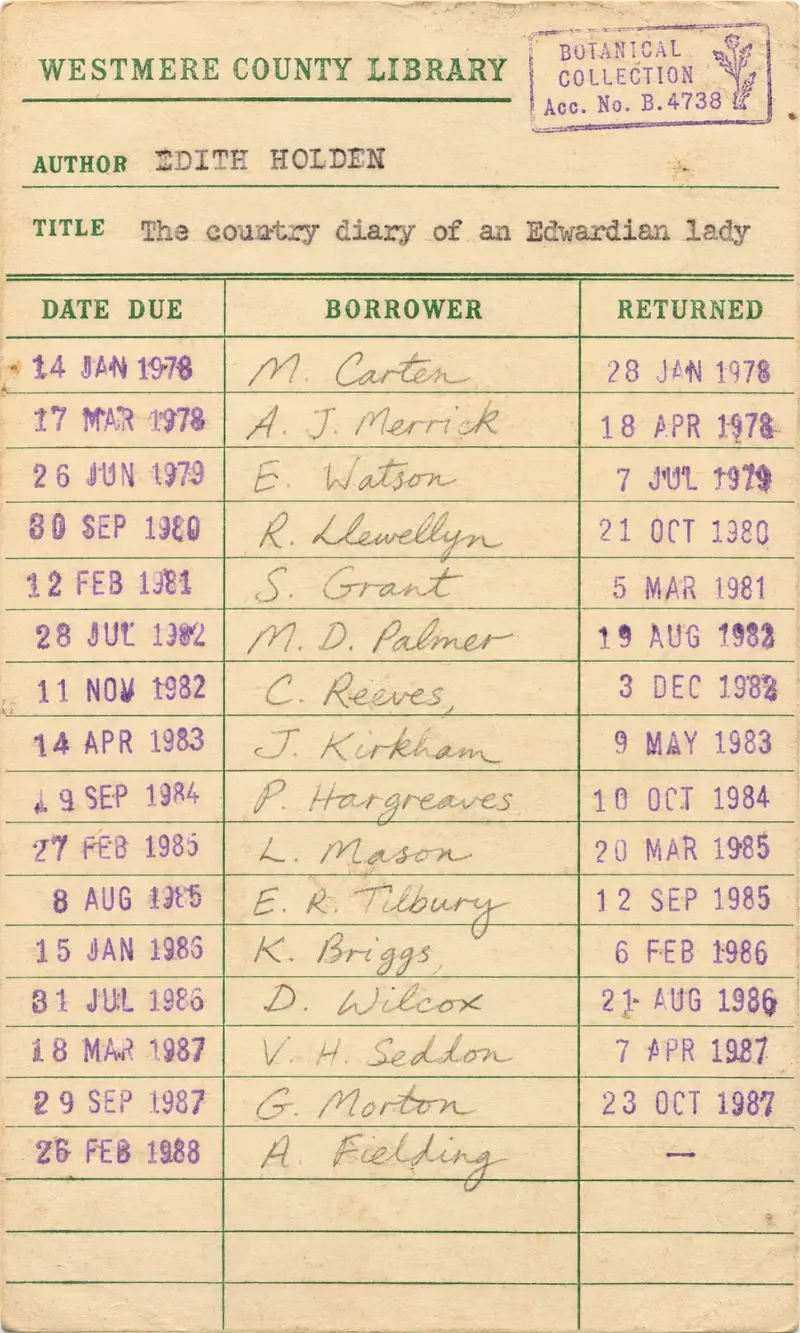 WESTMERE COUNTY LIBRARY
BOTANICAL
COLLECTION
Acc. No. B.4738
AUTHOR EDITH HOLDEN
TITLE The country diary of an Edwardian lady
DATE DUE BORROWER RETURNED
14 JAN 1978 M. Carten 28 JAN 1978
17 MAR 1978 A. J. Merrick 18 APR 1978
26 JUN 1979 E. Watson 7 JUL 1979
30 SEP 1980 R. Llewellyn 21 OCT 1980
12 FEB 1981 S. Grant 5 MAR 1981
28 JUL 1982 M. D. Palmer 19 AUG 1982
11 NOV 1982 C. Reeves, 3 DEC 1982
14 APR 1983 J. Kirkham 9 MAY 1983
19 SEP 1984 P. Hargreaves 10 OCT 1984
27 FEB 1985 L. Mason 20 MAR 1985
8 AUG 1985 E. R. Tilbury 12 SEP 1985
15 JAN 1986 K. Briggs, 6 FEB 1986
31 JUL 1986 D. Wilcox 21 AUG 1986
18 MAR 1987 V. H. Seddon 7 APR 1987
29 SEP 1987 G. Morton 23 OCT 1987
26 FEB 1988 A. Fielding —